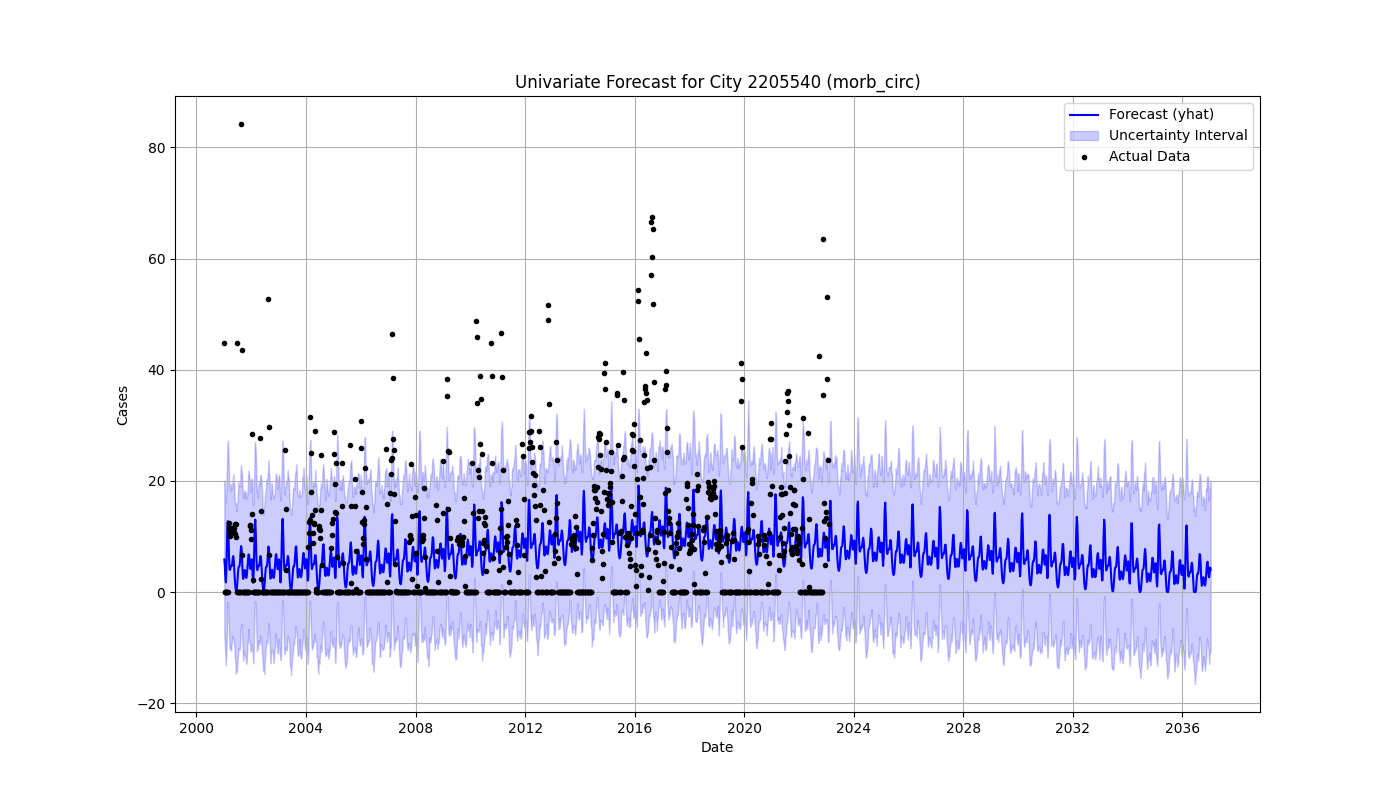 Univariate Forecast for City 2205540 (morb_circ)
Forecast (yhat)
Uncertainty Interval
Actual Data
80
60
40
20
0
−20
Cases
2000 2004 2008 2012 2016 2020 2024 2028 2032 2036
Date